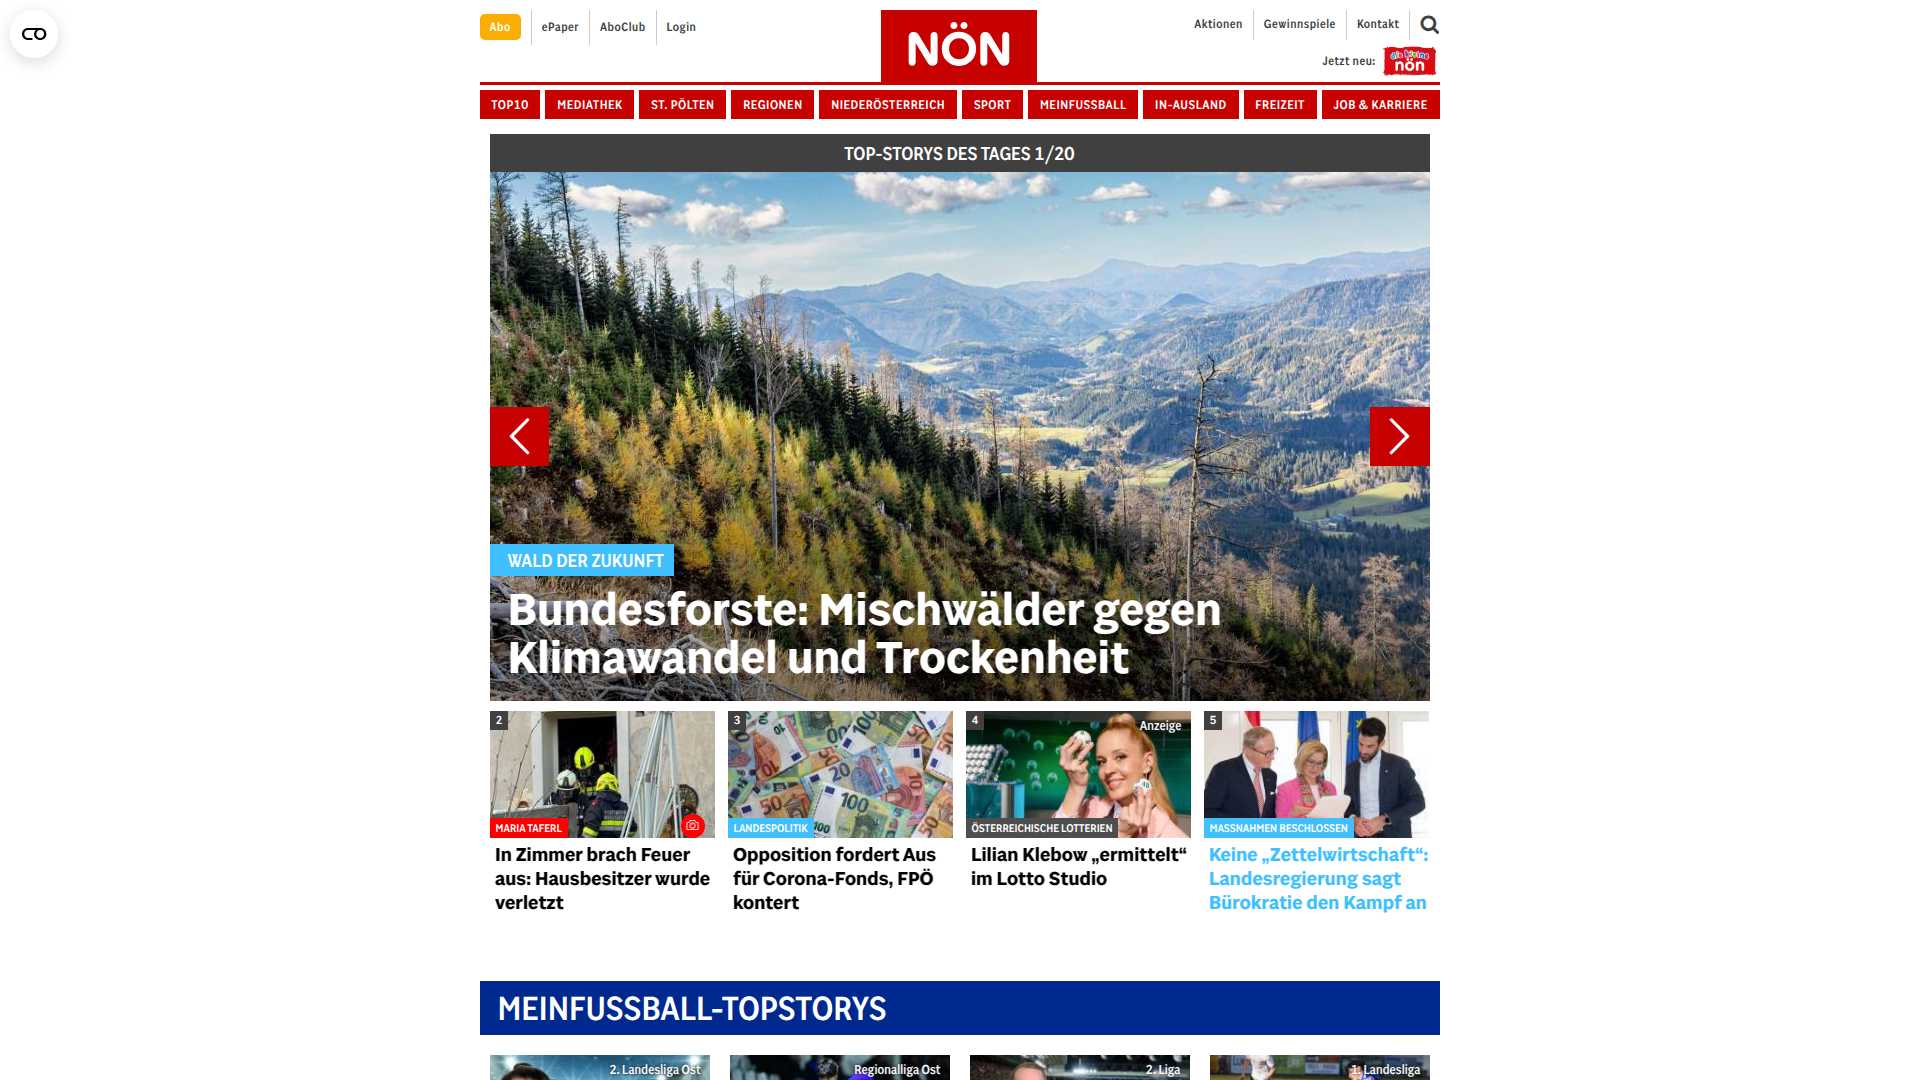 Abo
ePaper
AboClub
Login
NÖN
Aktionen
Gewinnspiele
Kontakt
Jetzt neu:
die kleine
nön
TOP10
MEDIATHEK
ST. PÖLTEN
REGIONEN
NIEDERÖSTERREICH
SPORT
MEINFUSSBALL
IN-AUSLAND
FREIZEIT
JOB & KARRIERE
TOP-STORYS DES TAGES 1/20
WALD DER ZUKUNFT
Bundesforste: Mischwälder gegen
Klimawandel und Trockenheit
2
MARIA TAFERL
In Zimmer brach Feuer
aus: Hausbesitzer wurde
verletzt
3
LANDESPOLITIK
Opposition fordert Aus
für Corona-Fonds, FPÖ
kontert
4
Anzeige
ÖSTERREICHISCHE LOTTERIEN
Lilian Klebow „ermittelt“
im Lotto Studio
5
MASSNAHMEN BESCHLOSSEN
Keine „Zettelwirtschaft“:
Landesregierung sagt
Bürokratie den Kampf an
MEINFUSSBALL-TOPSTORYS
2. Landesliga Ost
Regionalliga Ost
2. Liga
1. Landesliga